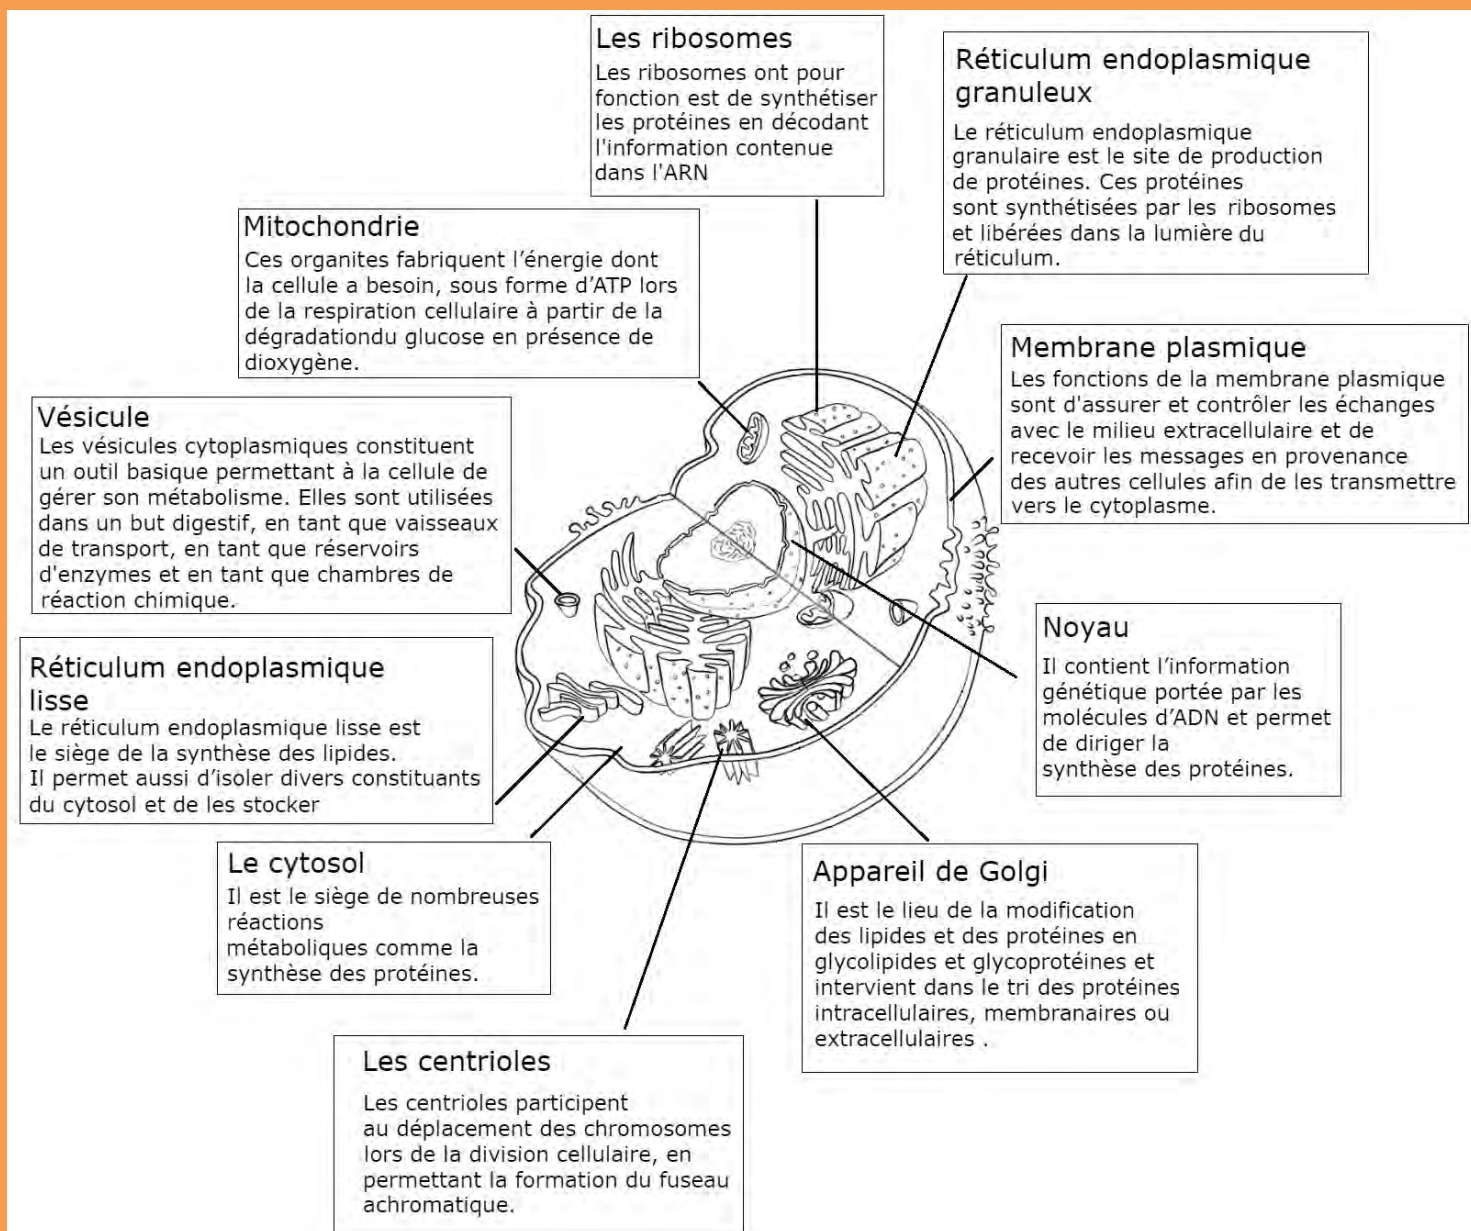 Les ribosomes
Les ribosomes ont pour
fonction est de synthétiser
les protéines en décodant
l'information contenue
dans l'ARN
Réticulum endoplasmique
granuleux
Le réticulum endoplasmique
granulaire est le site de production
de protéines. Ces protéines
sont synthétisées par les ribosomes
et libérées dans la lumière du
réticulum.
Mitochondrie
Ces organites fabriquent l’énergie dont
la cellule a besoin, sous forme d’ATP lors
de la respiration cellulaire à partir de la
dégradationdu glucose en présence de
dioxygène.
Membrane plasmique
Les fonctions de la membrane plasmique
sont d'assurer et contrôler les échanges
avec le milieu extracellulaire et de
recevoir les messages en provenance
des autres cellules afin de les transmettre
vers le cytoplasme.
Vésicule
Les vésicules cytoplasmiques constituent
un outil basique permettant à la cellule de
gérer son métabolisme. Elles sont utilisées
dans un but digestif, en tant que vaisseaux
de transport, en tant que réservoirs
d'enzymes et en tant que chambres de
réaction chimique.
Noyau
Il contient l’information
génétique portée par les
molécules d’ADN et permet
de diriger la
synthèse des protéines.
Réticulum endoplasmique
lisse
Le réticulum endoplasmique lisse est
le siège de la synthèse des lipides.
Il permet aussi d’isoler divers constituants
du cytosol et de les stocker
Le cytosol
Il est le siège de nombreuses
réactions
métaboliques comme la
synthèse des protéines.
Appareil de Golgi
Il est le lieu de la modification
des lipides et des protéines en
glycolipides et glycoprotéines et
intervient dans le tri des protéines
intracellulaires, membranaires ou
extracellulaires .
Les centrioles
Les centrioles participent
au déplacement des chromosomes
lors de la division cellulaire, en
permettant la formation du fuseau
achromatique.